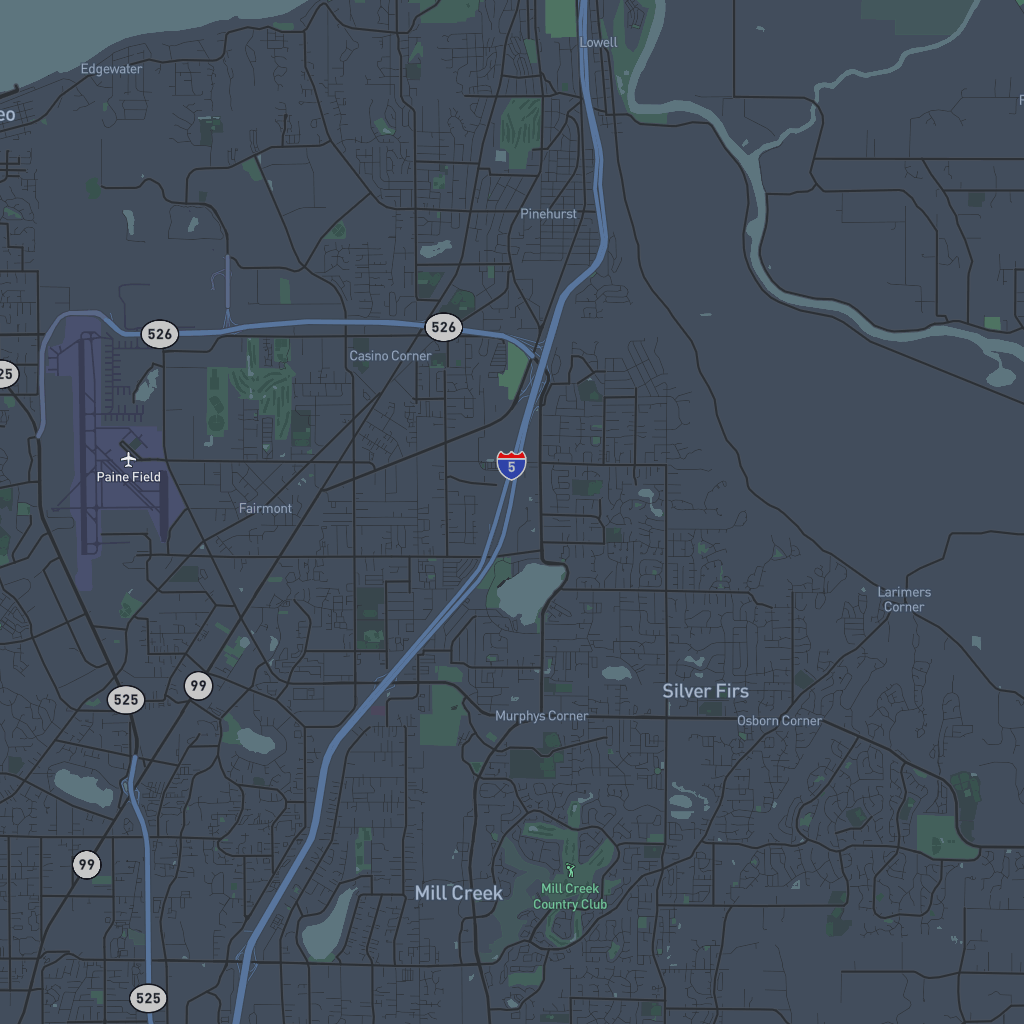 Lowell
Edgewater
eo
Pinehurst
526
526
Casino Corner
25
5
Paine Field
Fairmont
Larimers
Corner
99
525
Silver Firs
Murphys Corner
Osborn Corner
99
Mill Creek
Mill Creek
Country Club
525